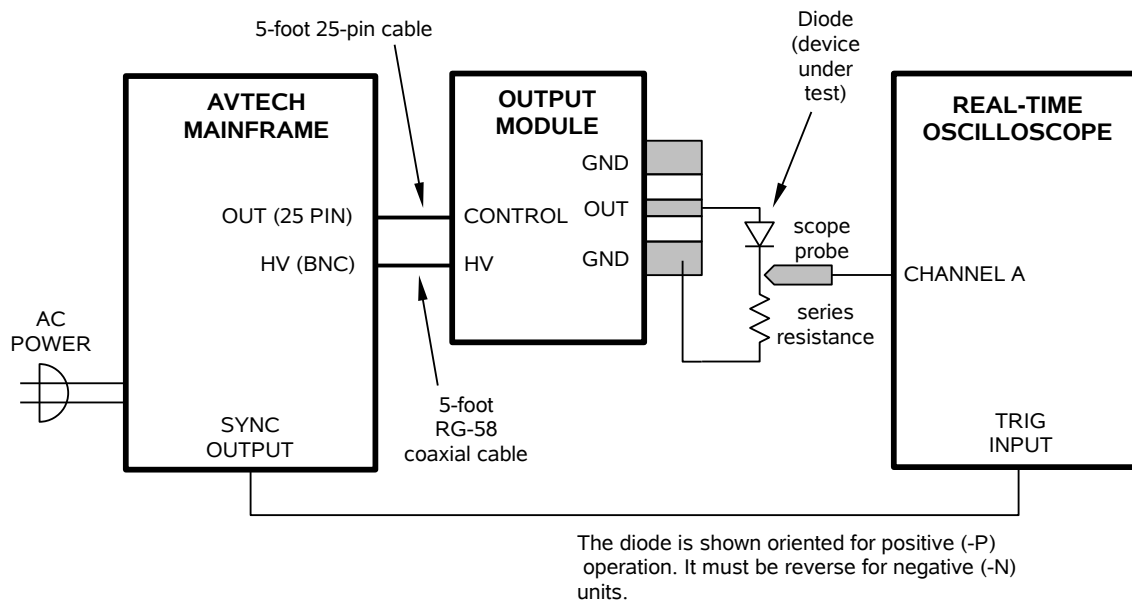 5-foot 25-pin cable
Diode
(device
under
test)
AVTECH
MAINFRAME
OUTPUT
MODULE
REAL-TIME
OSCILLOSCOPE
GND
OUT (25 PIN)
CONTROL
OUT
HV (BNC)
HV
GND
scope
probe
CHANNEL A
series
resistance
AC
POWER
5-foot
RG-58
coaxial cable
SYNC
OUTPUT
TRIG
INPUT
The diode is shown oriented for positive (-P)
operation. It must be reverse for negative (-N)
units.